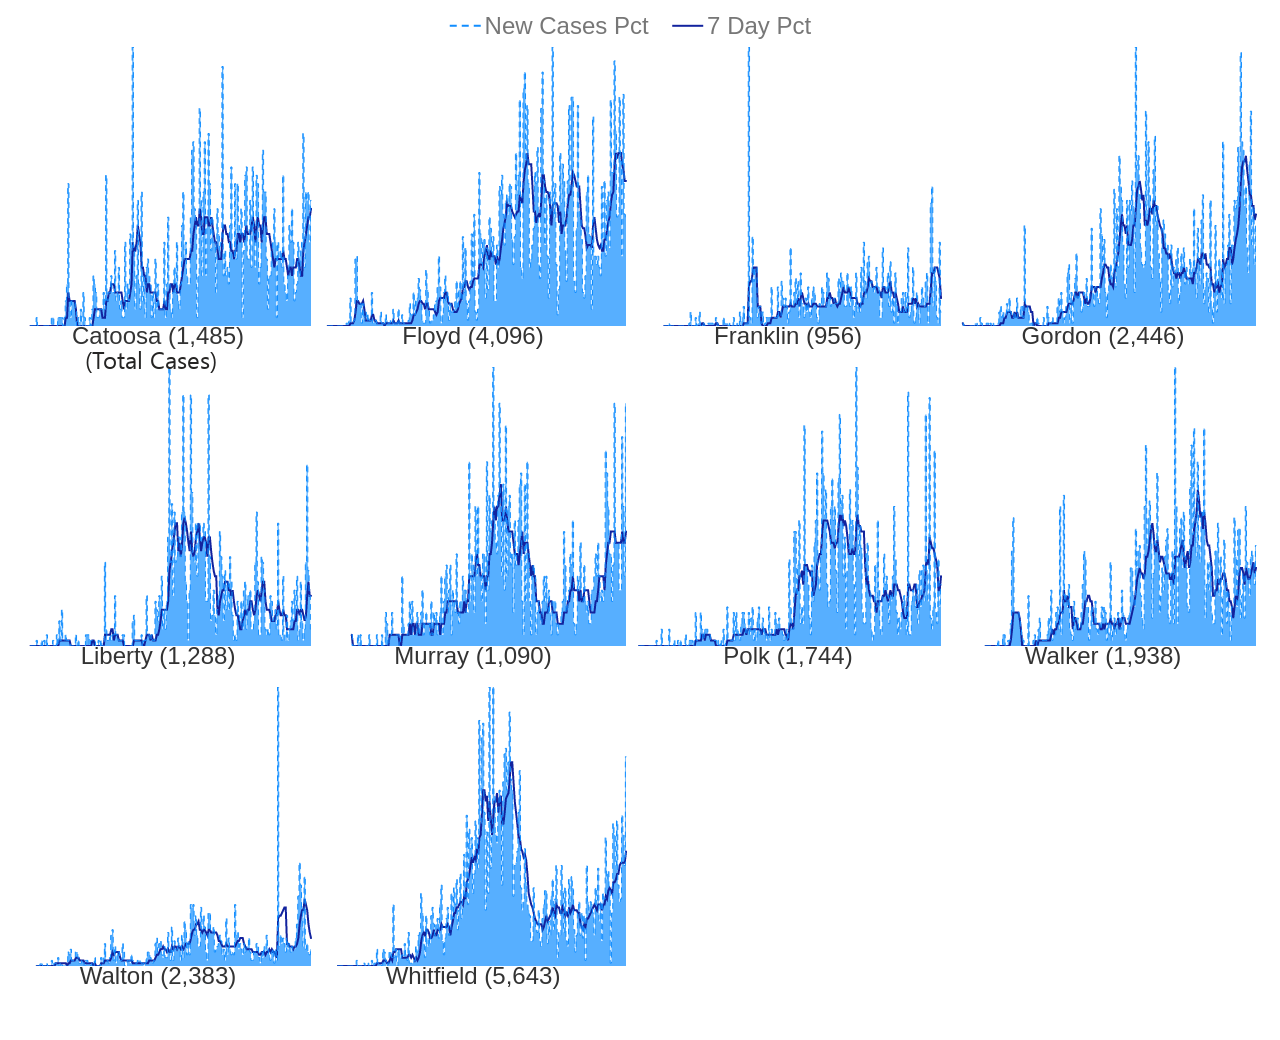 New Cases Pct 7 Day Pct
Catoosa (1,485) Floyd (4,096) Franklin (956) Gordon (2,446)
(Total Cases)
Liberty (1,288) Murray (1,090) Polk (1,744) Walker (1,938)
Walton (2,383) Whitfield (5,643)